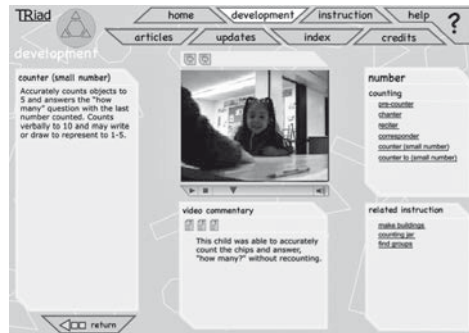 TRiad
home
development
instruction
help
?
articles
updates
index
credits
development
counter (small number)
Accurately counts objects to
5 and answers the "how
many" question with the last
number counted. Counts
verbally to 10 and may write
or draw to represent to 1-5.
return
video commentary
This child was able to accurately
count the chips and answer,
"how many?" without recounting.
number
counting
pre-counter
chanter
reciter
corresponder
counter (small number)
counter to (small number)
related instruction
make buildings
counting jar
find groups